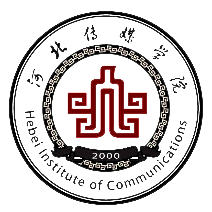 河北传媒学院
2000
Hebei Institute of Communications